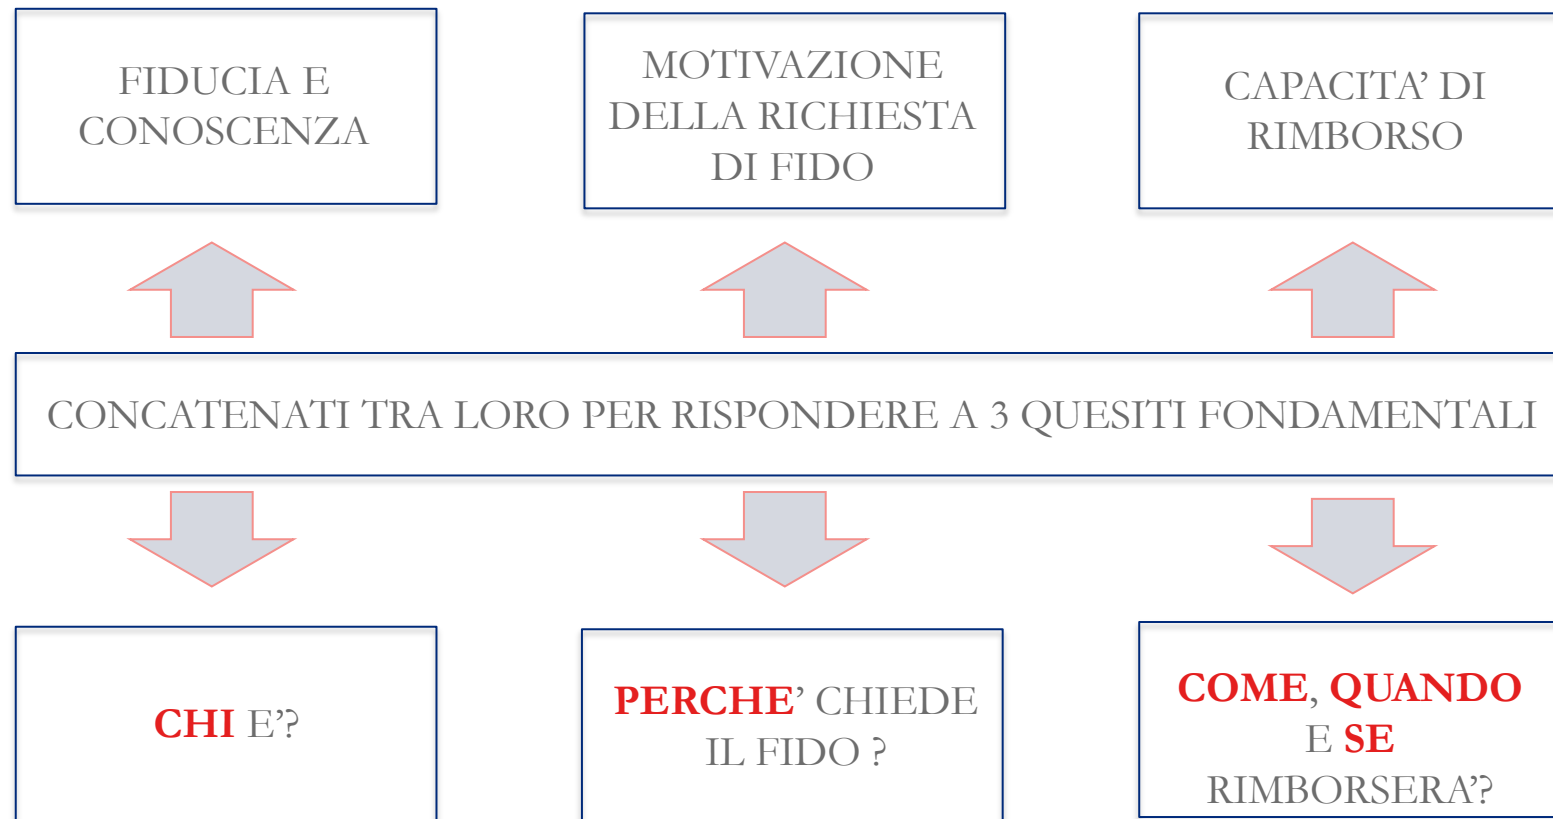 FIDUCIA E
CONOSCENZA
MOTIVAZIONE
DELLA RICHIESTA
DI FIDO
CAPACITA’ DI
RIMBORSO
CONCATENATI TRA LORO PER RISPONDERE A 3 QUESITI FONDAMENTALI
CHI E’?
PERCHE’ CHIEDE
IL FIDO ?
COME, QUANDO
E SE
RIMBORSERA’?